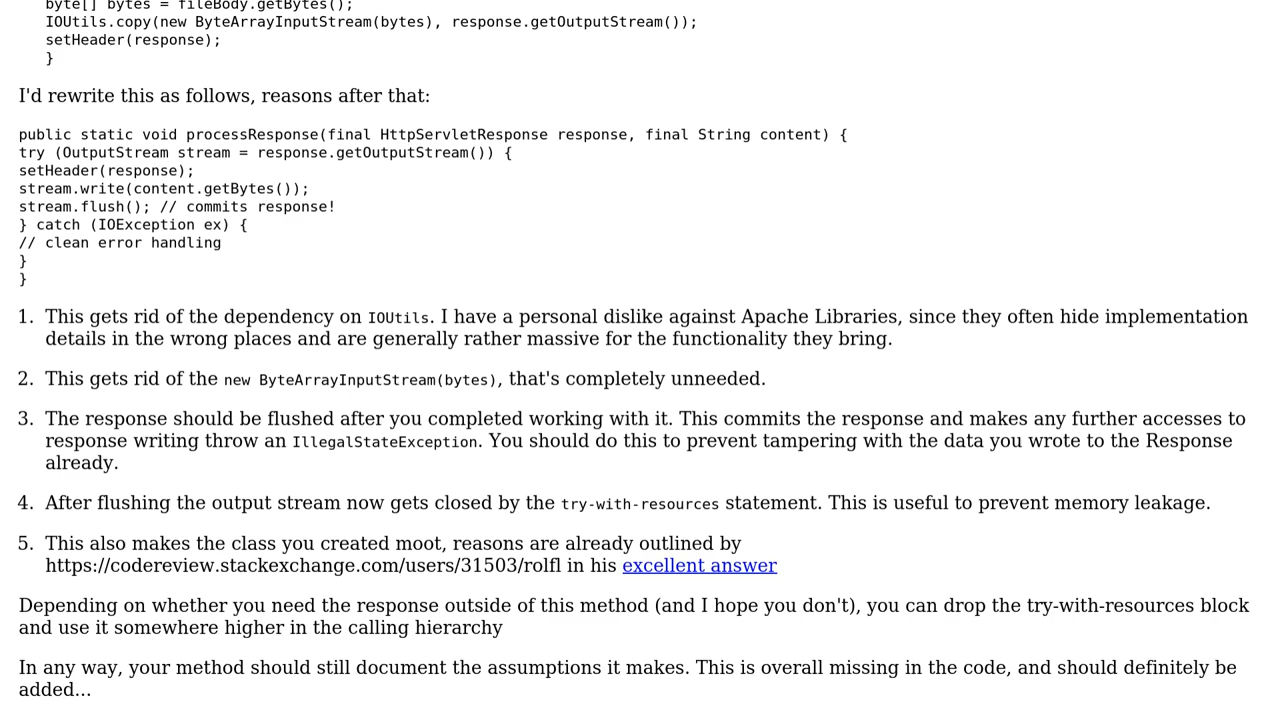 byte[] bytes = fileBody.getBytes();
IOUtils.copy(new ByteArrayInputStream(bytes), response.getOutputStream());
setHeader(response);
}
I'd rewrite this as follows, reasons after that:
public static void processResponse(final HttpServletResponse response, final String content) {
try (OutputStream stream = response.getOutputStream()) {
setHeader(response);
stream.write(content.getBytes());
stream.flush(); // commits response!
} catch (IOException ex) {
// clean error handling
}
}
1. This gets rid of the dependency on IOUtils. I have a personal dislike against Apache Libraries, since they often hide implementation
details in the wrong places and are generally rather massive for the functionality they bring.
2. This gets rid of the new ByteArrayInputStream(bytes), that's completely unneeded.
3. The response should be flushed after you completed working with it. This commits the response and makes any further accesses to
response writing throw an IllegalStateException. You should do this to prevent tampering with the data you wrote to the Response
already.
4. After flushing the output stream now gets closed by the try-with-resources statement. This is useful to prevent memory leakage.
5. This also makes the class you created moot, reasons are already outlined by
https://codereview.stackexchange.com/users/31503/rolfl in his excellent answer
Depending on whether you need the response outside of this method (and I hope you don't), you can drop the try-with-resources block
and use it somewhere higher in the calling hierarchy
In any way, your method should still document the assumptions it makes. This is overall missing in the code, and should definitely be
added...